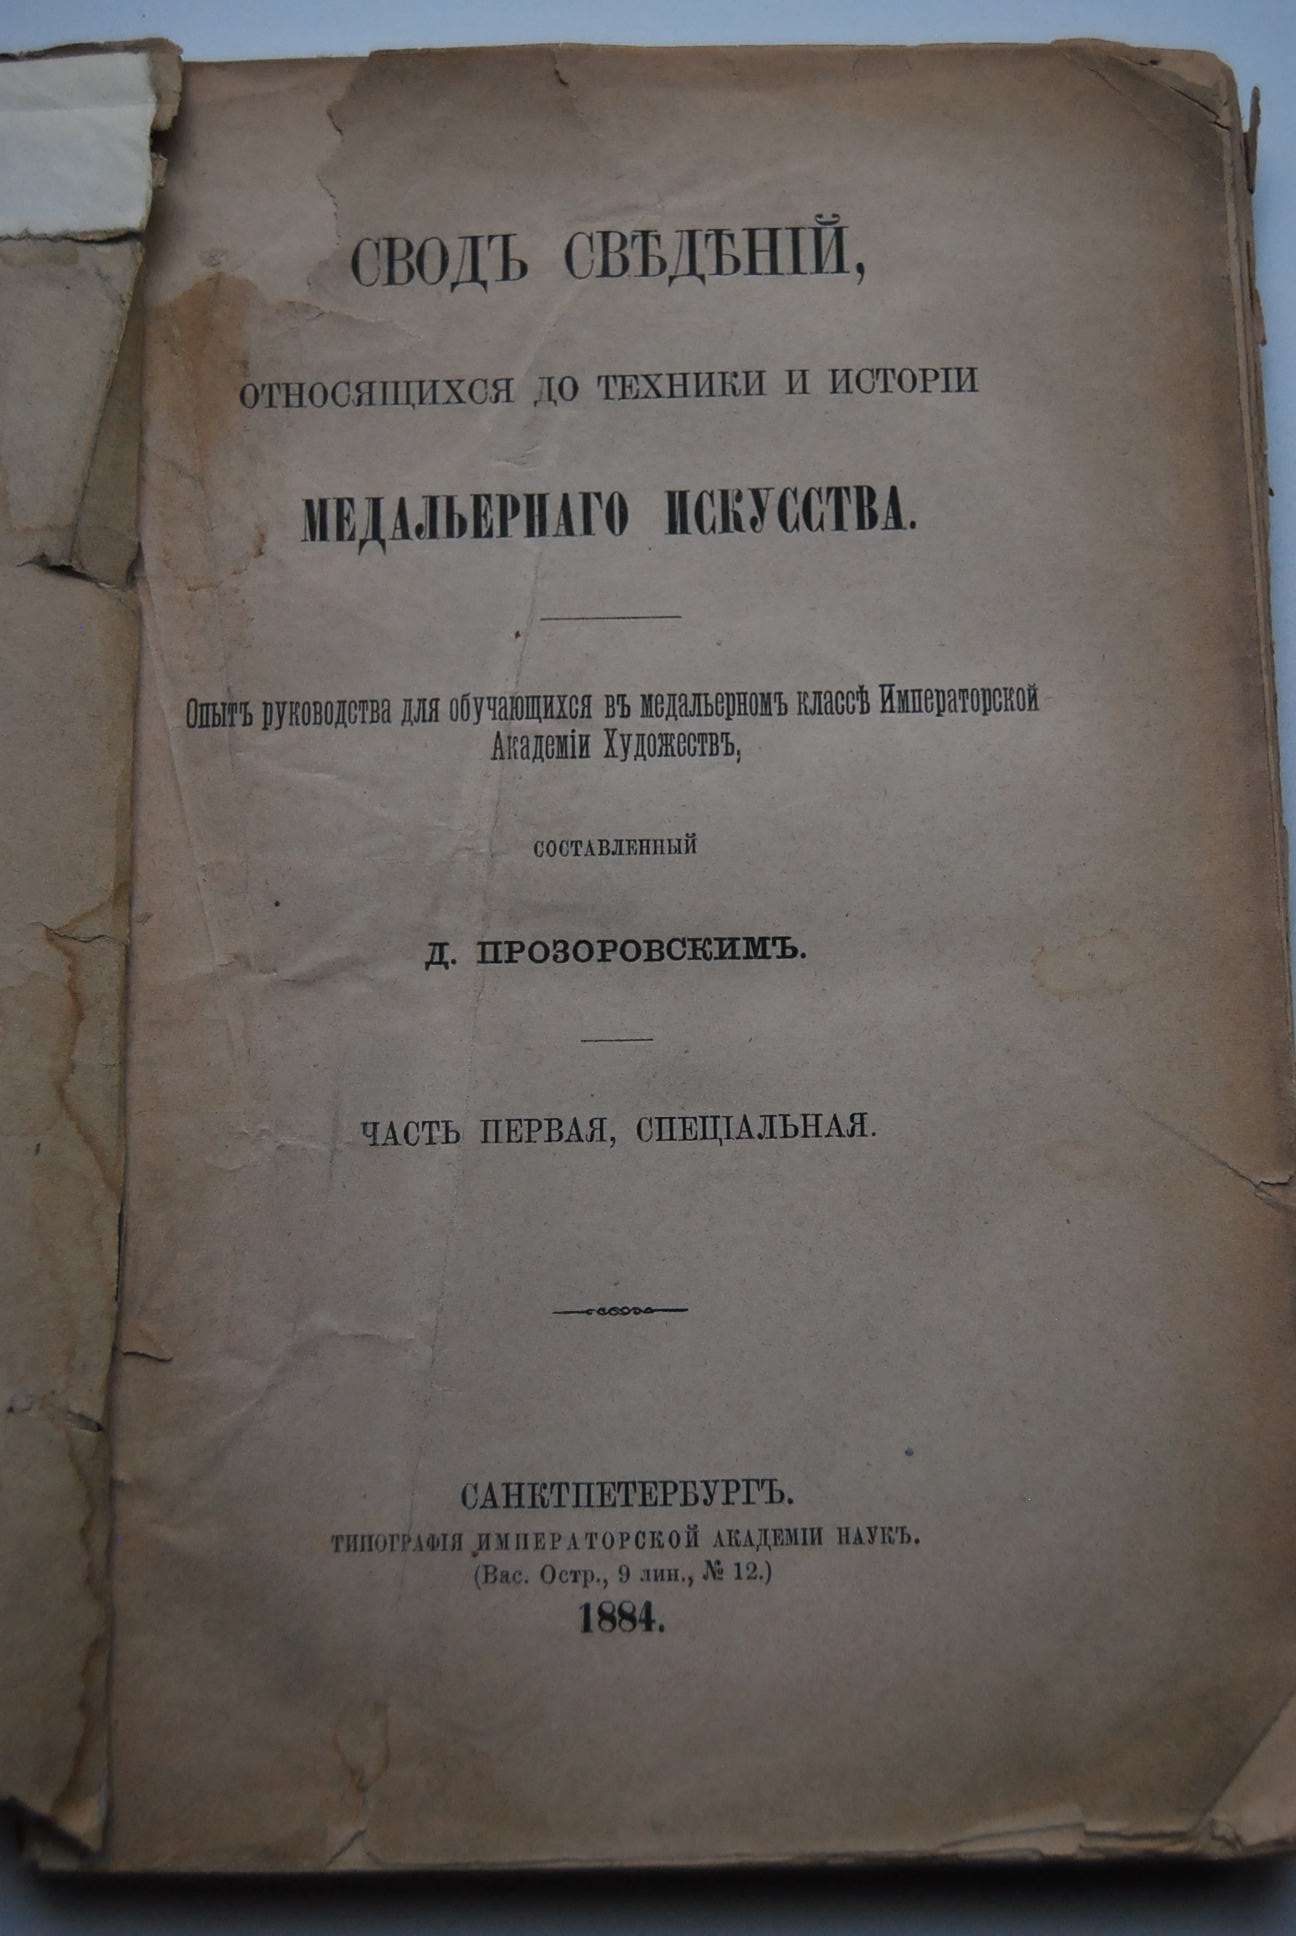 СВОДЪ СВѢДѢНІЙ,
ОТНОСЯЩИХСЯ ДО ТЕХНИКИ И ИСТОРІИ
МЕДАЛЬЕРНАГО ИСКУССТВА.
Опытъ руководства для обучающихся въ медальерномъ классѣ Императорской
Академіи Художествъ,
СОСТАВЛЕННЫЙ
Д. ПРОЗОРОВСКИМЪ.
ЧАСТЬ ПЕРВАЯ, СПЕЦІАЛЬНАЯ.
САНКТПЕТЕРБУРГЪ.
ТИПОГРАФІЯ ИМПЕРАТОРСКОЙ АКАДЕМІИ НАУКЪ.
(Вас. Остр., 9 лин., № 12.)
1884.